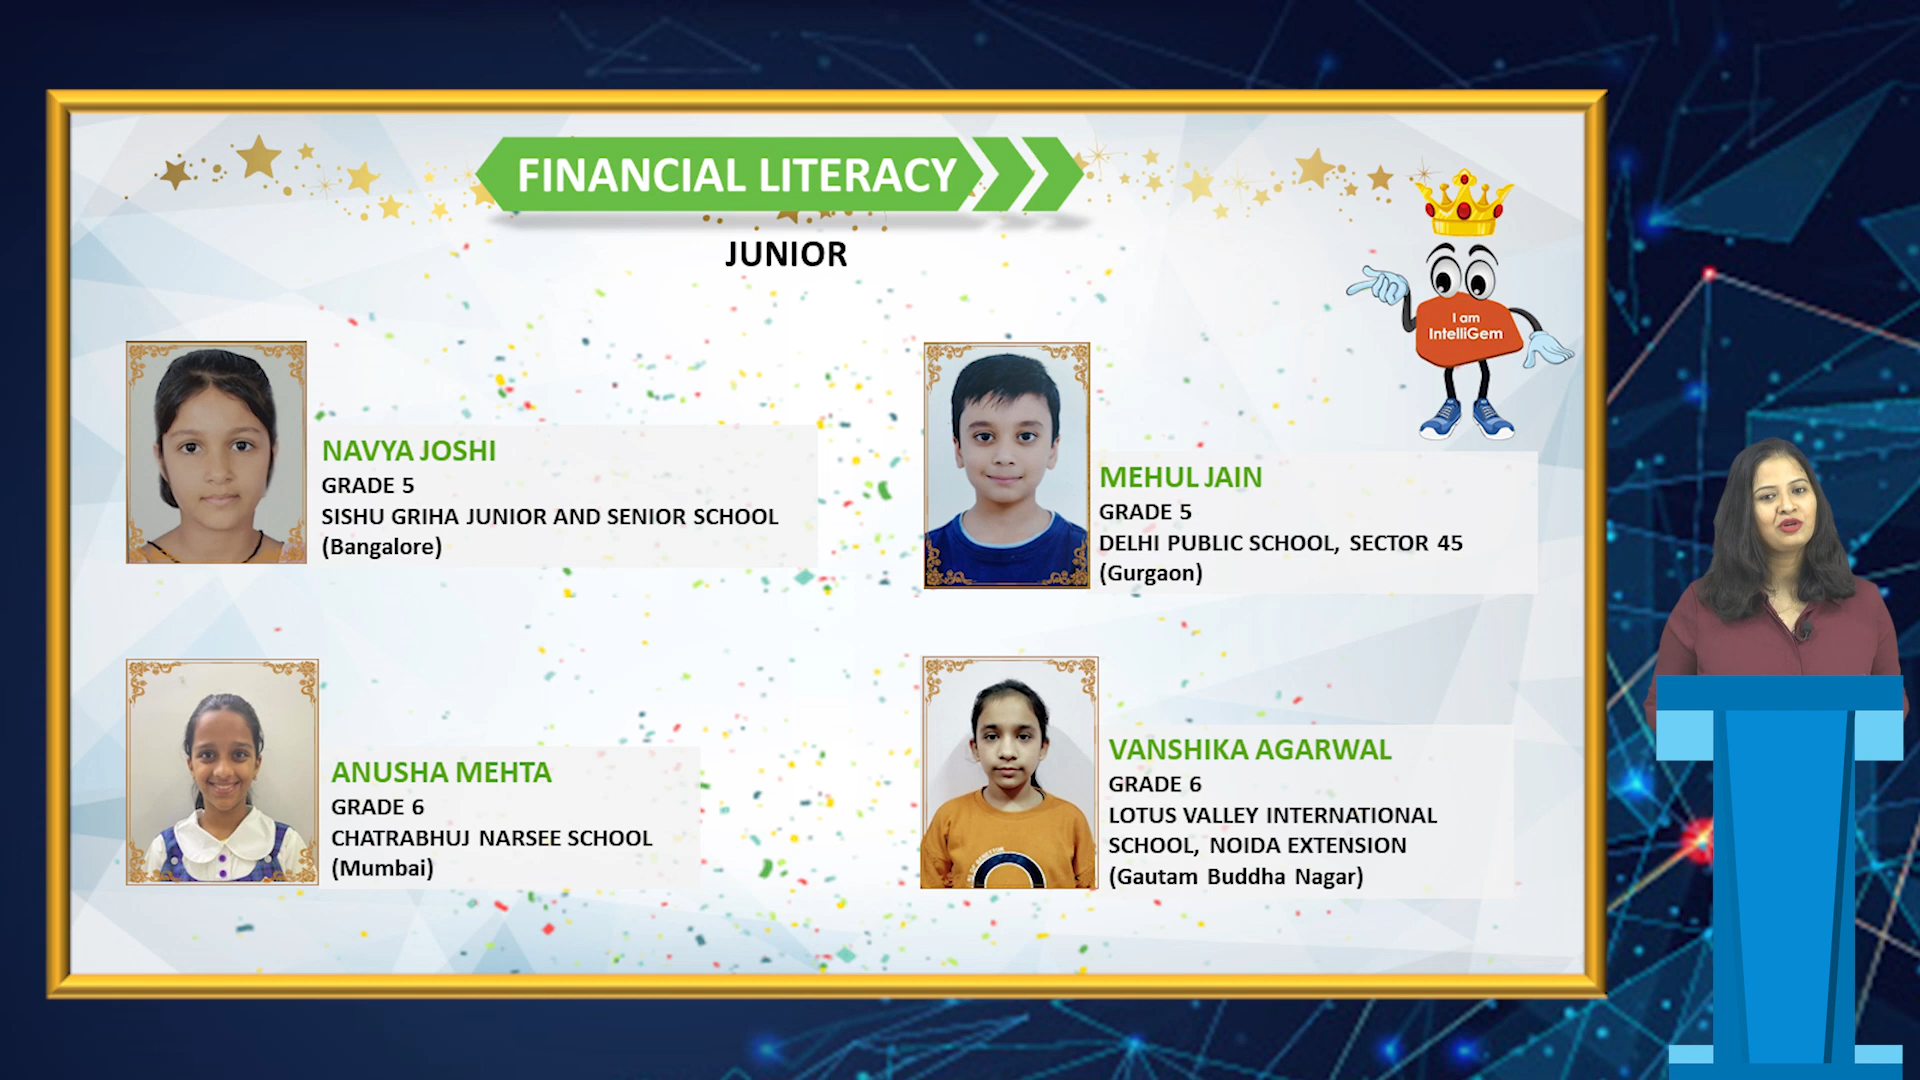 FINANCIAL LITERACY
JUNIOR
I am
IntelliGem
NAVYA JOSHI
GRADE 5
SISHU GRIHA JUNIOR AND SENIOR SCHOOL
(Bangalore)
MEHUL JAIN
GRADE 5
DELHI PUBLIC SCHOOL, SECTOR 45
(Gurgaon)
ANUSHA MEHTA
GRADE 6
CHATRABHUJ NARSEE SCHOOL
(Mumbai)
VANSHIKA AGARWAL
GRADE 6
LOTUS VALLEY INTERNATIONAL
SCHOOL, NOIDA EXTENSION
(Gautam Buddha Nagar)